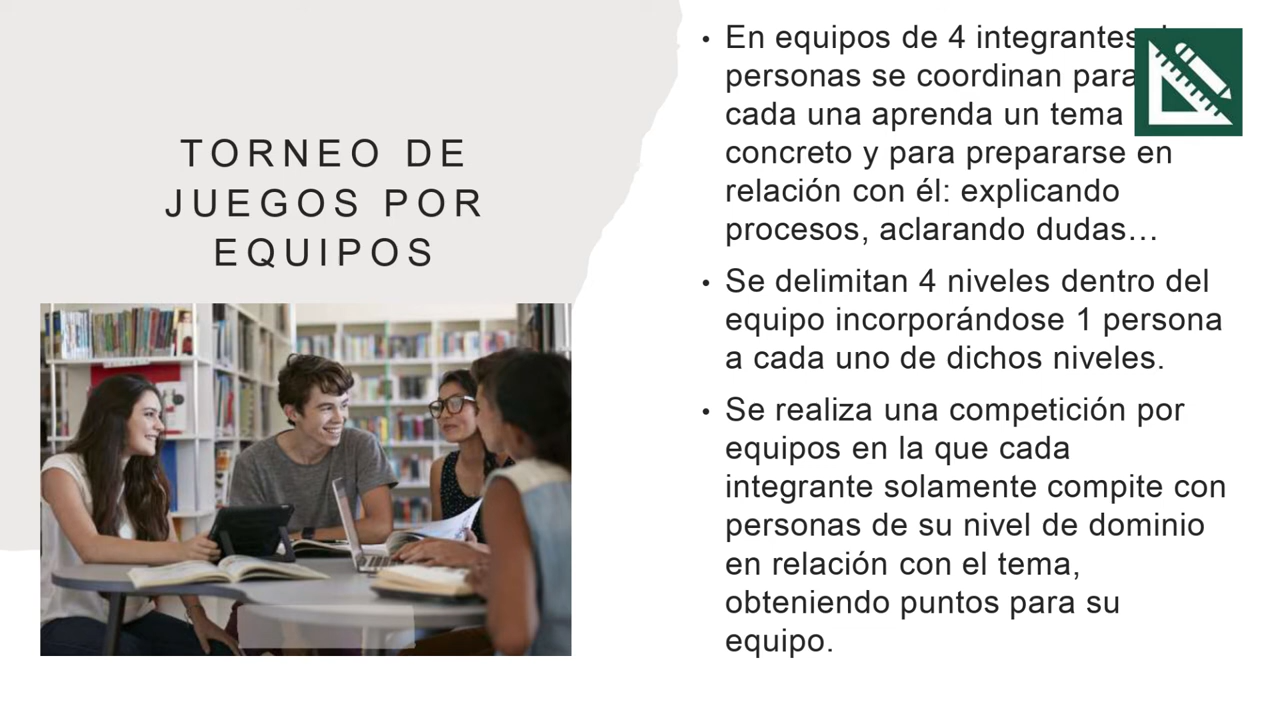 TORNEO DE
JUEGOS POR
EQUIPOS
• En equipos de 4 integrantes
personas se coordinan para
cada una aprenda un tema
concreto y para prepararse en
relación con él: explicando
procesos, aclarando dudas…
• Se delimitan 4 niveles dentro del
equipo incorporándose 1 persona
a cada uno de dichos niveles.
• Se realiza una competición por
equipos en la que cada
integrante solamente compite con
personas de su nivel de dominio
en relación con el tema,
obteniendo puntos para su
equipo.